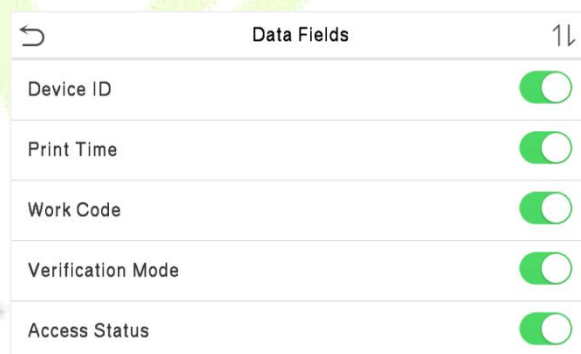 Data Fields
Device ID
Print Time
Work Code
Verification Mode
Access Status